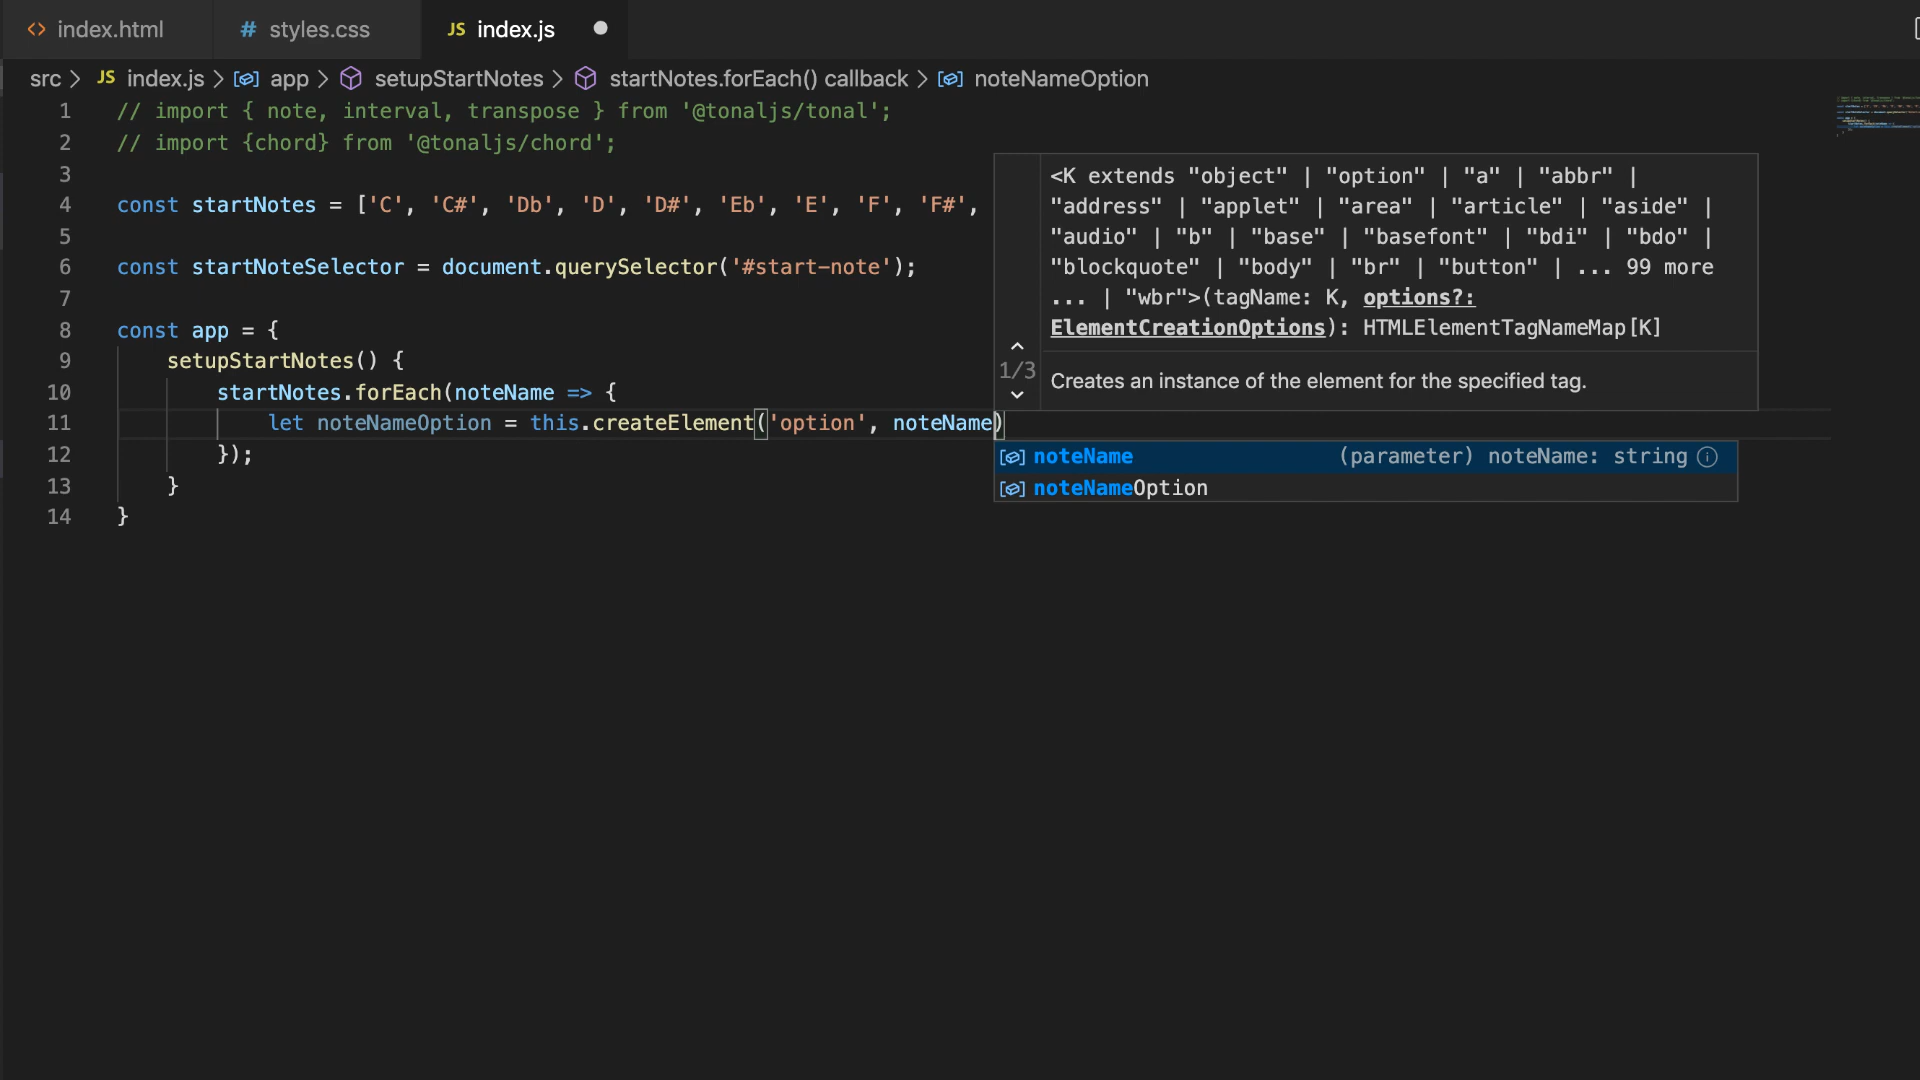 index.html
styles.css
JS index.js
src > JS index.js > app > setupStartNotes > startNotes.forEach() callback > noteNameOption
1 // import { note, interval, transpose } from '@tonaljs/tonal';
2 // import {chord} from '@tonaljs/chord';
3
4 const startNotes = ['C', 'C#', 'Db', 'D', 'D#', 'Eb', 'E', 'F', 'F#',
5
6 const startNoteSelector = document.querySelector('#start-note');
7
8 const app = {
9 setupStartNotes() {
10 startNotes.forEach(noteName => {
11 let noteNameOption = this.createElement('option', noteName)
12 });
13 }
14 }
<K extends "object" | "option" | "a" | "abbr" |
"address" | "applet" | "area" | "article" | "aside" |
"audio" | "b" | "base" | "basefont" | "bdi" | "bdo" |
"blockquote" | "body" | "br" | "button" | ... 99 more
... | "wbr">(tagName: K, options?:
ElementCreationOptions): HTMLElementTagNameMap[K]
1/3
Creates an instance of the element for the specified tag.
noteName (parameter) noteName: string
noteNameOption